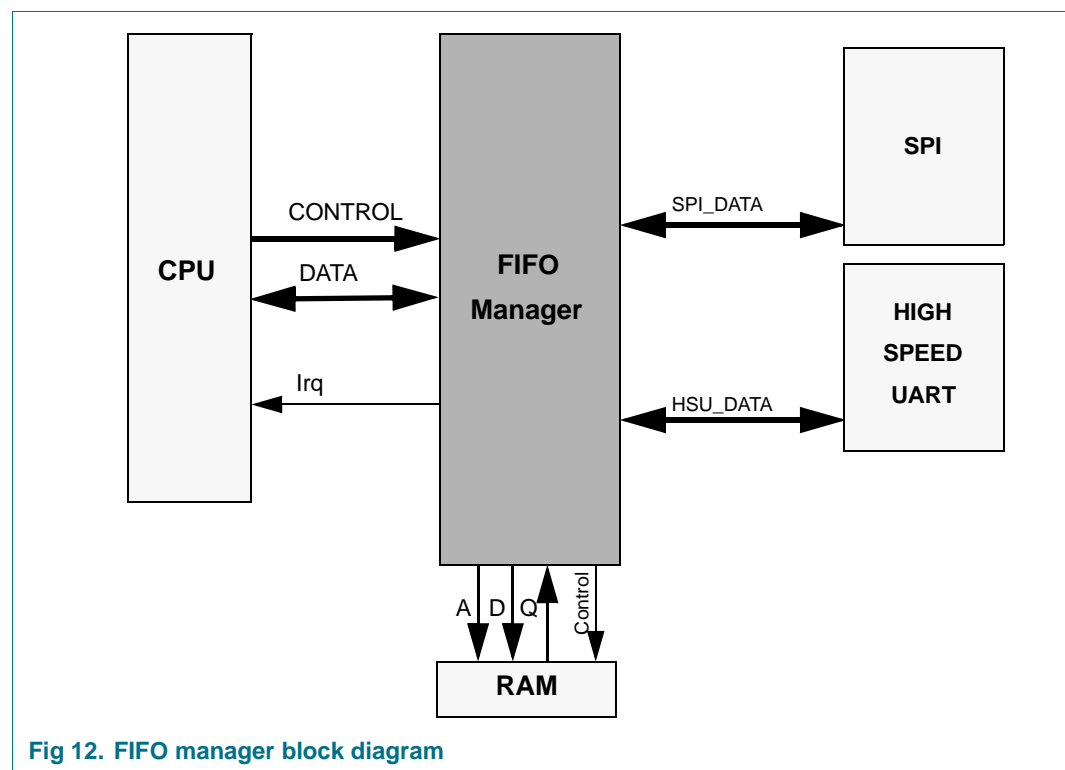 SPI
CONTROL
SPI_DATA
CPU
DATA
FIFO
Manager
HIGH
SPEED
UART
Irq
HSU_DATA
A
D
Q
Control
RAM
Fig 12. FIFO manager block diagram